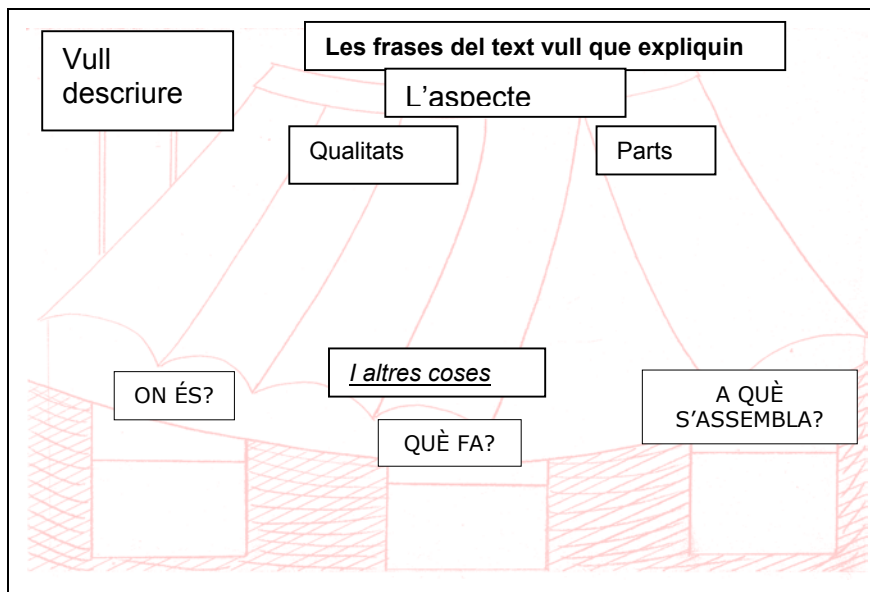 Vull
descriure
Les frases del text vull que expliquin
L'aspecte
Qualitats
Parts
I altres coses
ON ÉS?
QUÈ FA?
A QUÈ
S'ASSEMBLA?